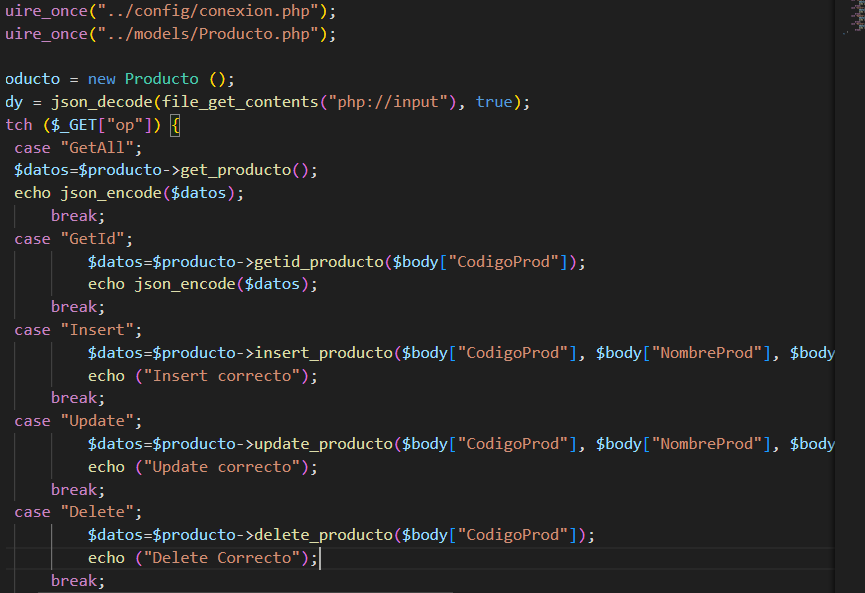 uire_once("../config/conexion.php");
uire_once("../models/Producto.php");
oducto = new Producto ();
dy = json_decode(file_get_contents("php://input"), true);
tch ($_GET["op"]) {
case "GetAll";
$datos=$producto->get_producto();
echo json_encode($datos);
break;
case "GetId";
$datos=$producto->getid_producto($body["CodigoProd"]);
echo json_encode($datos);
break;
case "Insert";
$datos=$producto->insert_producto($body["CodigoProd"], $body["NombreProd"], $body
echo ("Insert correcto");
break;
case "Update";
$datos=$producto->update_producto($body["CodigoProd"], $body["NombreProd"], $body
echo ("Update correcto");
break;
case "Delete";
$datos=$producto->delete_producto($body["CodigoProd"]);
echo ("Delete Correcto");
break;